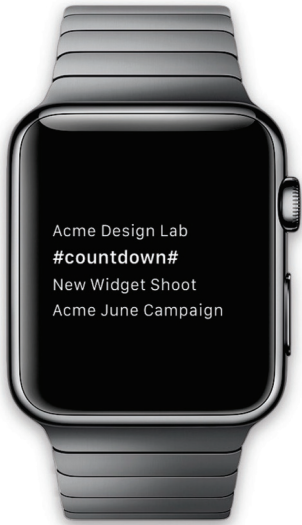 Acme Design Lab
#countdown#
New Widget Shoot
Acme June Campaign